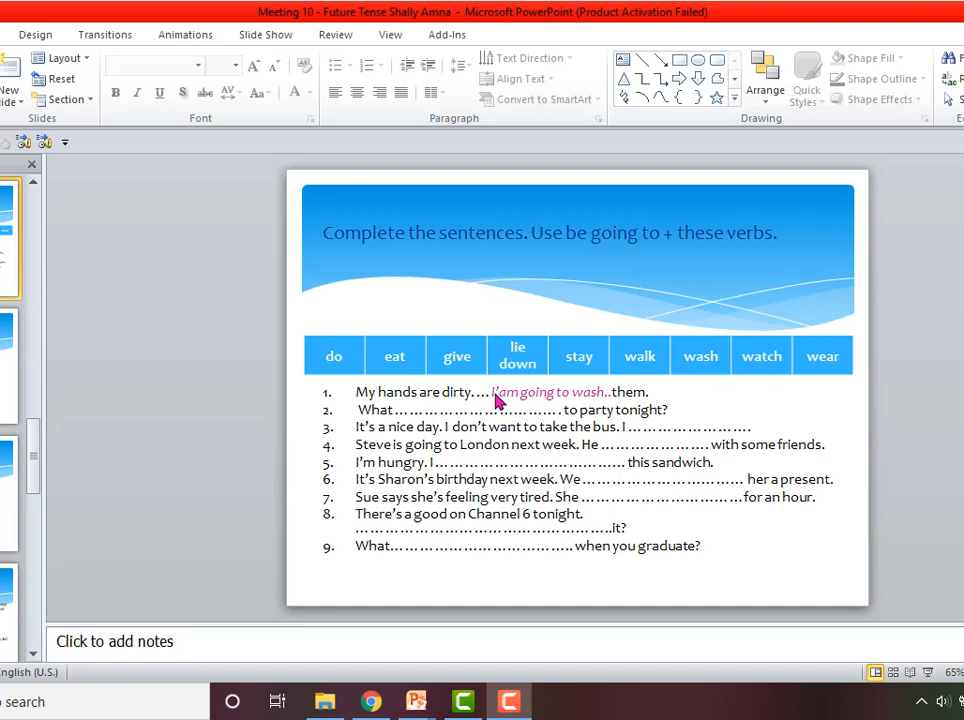 Meeting 10 - Future Tense Shally Amna - Microsoft PowerPoint (Product Activation Failed)
Design Transitions Animations Slide Show Review View Add-Ins
Layout
Reset
New Slide
Section
Slides
B I U S abc AV Aa A
Font
Text Direction
Align Text
Convert to SmartArt
Paragraph
Arrange
Quick Styles
Shape Fill
Shape Outline
Shape Effects
Drawing
Complete the sentences. Use be going to + these verbs.
do eat give lie down stay walk wash watch wear
1. My hands are dirty. ... I'am going to wash..them.
2. What……………………………. to party tonight?
3. It's a nice day. I don't want to take the bus. I …………………….
4. Steve is going to London next week. He …………………. with some friends.
5. I'm hungry. I………………………………… this sandwich.
6. It's Sharon's birthday next week. We …………………………… her a present.
7. Sue says she's feeling very tired. She ……………………………for an hour.
8. There's a good on Channel 6 tonight.
……………………………………………..it?
9. What……………………………….. when you graduate?
Click to add notes
English (U.S.)
65%
to search